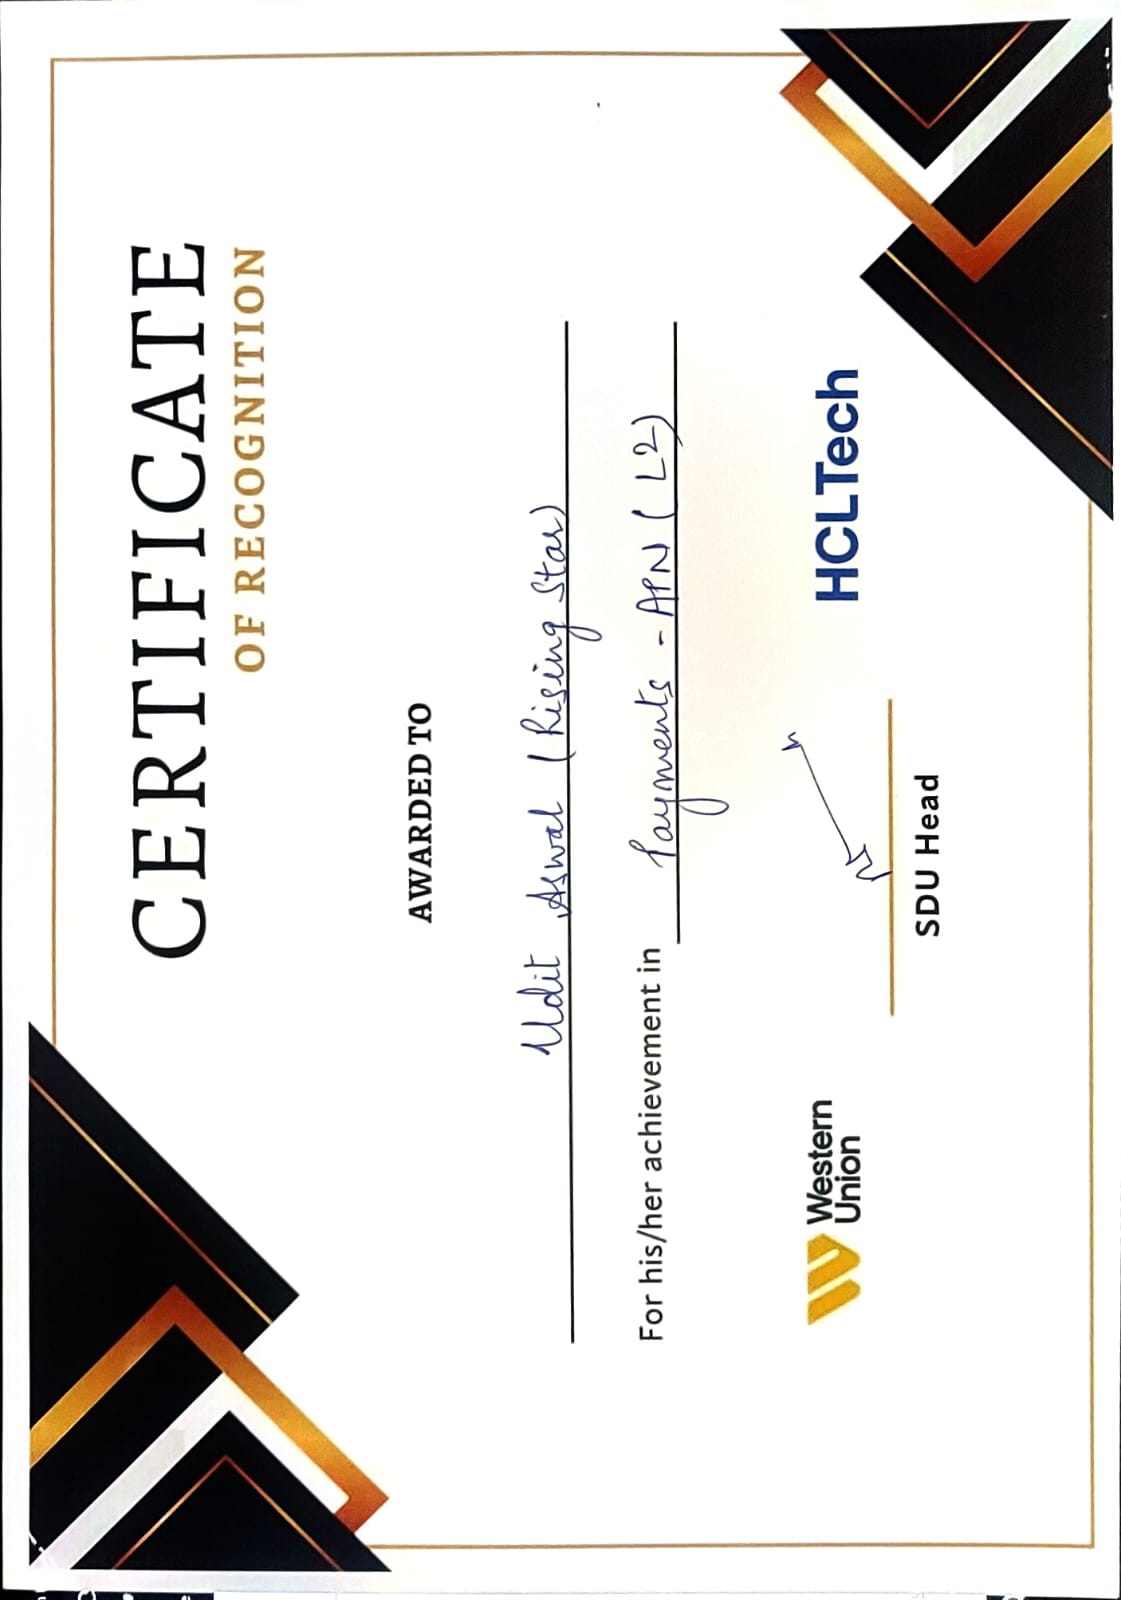 CERTIFICATE
OF RECOGNITION
AWARDED TO
Udit Aswal (Rising Star)
For his/her achievement in Payments - APN (L2)
Western
Union
HCLTech
SDU Head